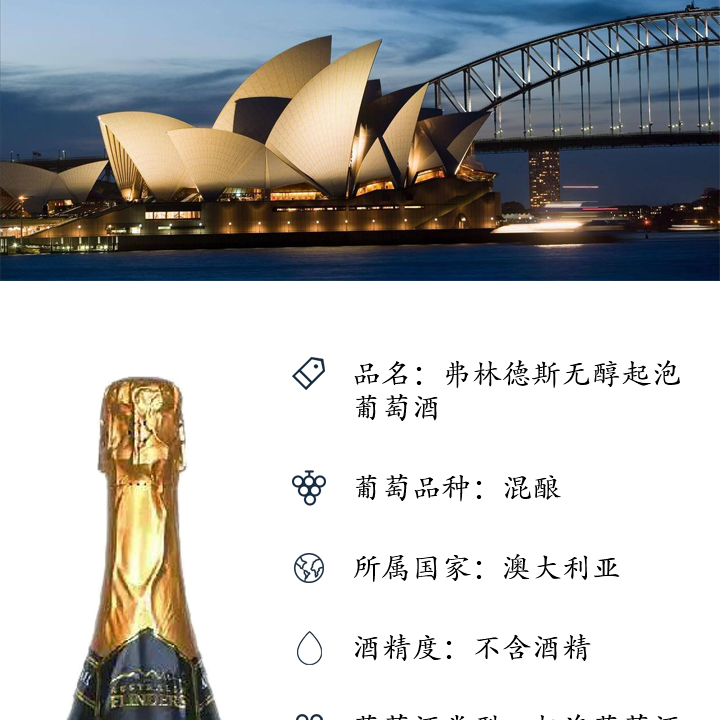 品名：弗林德斯无醇起泡
葡萄酒
葡萄品种：混酿
所属国家：澳大利亚
酒精度：不含酒精
AUSTRALIA
FLINDERS